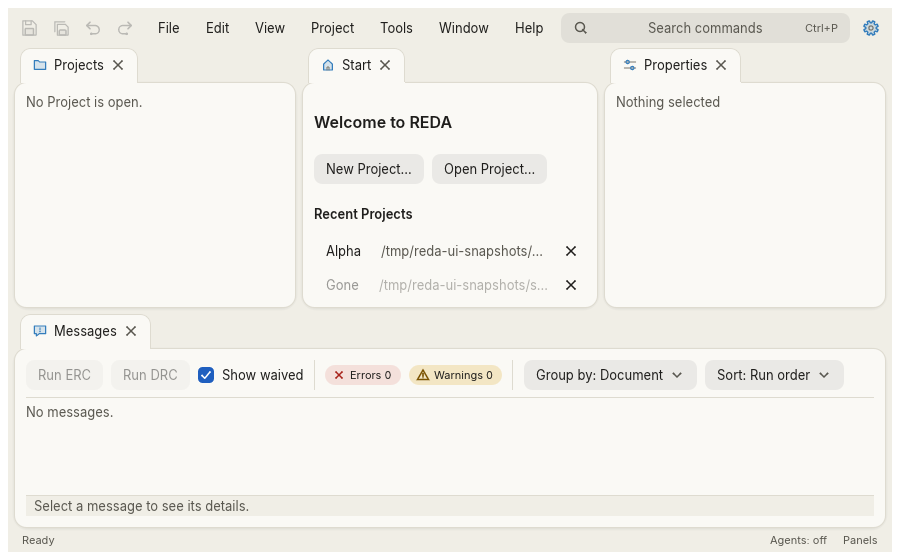 File Edit View Project Tools Window Help Search commands Ctrl+P
Projects Start Properties
No Project is open.
Nothing selected
Welcome to REDA
New Project... Open Project...
Recent Projects
Alpha /tmp/reda-ui-snapshots/...
Gone /tmp/reda-ui-snapshots/s...
Messages
Run ERC Run DRC Show waived Errors 0 Warnings 0 Group by: Document Sort: Run order
No messages.
Select a message to see its details.
Ready Agents: off Panels